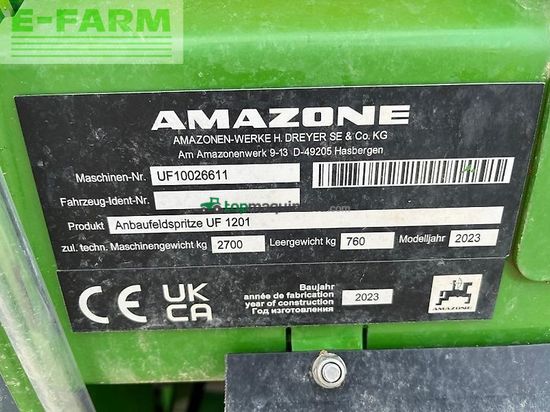 E-FARM
AMAZONE
AMAZONEN-WERKE H. DREYER SE & Co. KG
Am Amazonenwerk 9-13 D-49205 Hasbergen
Maschinen-Nr. UF10026611
Fahrzeug-Ident-Nr.
topmaqui
Produkt Anbaufeldspritze UF 1201
zul. techn. Maschinengewicht kg 2700 Leergewicht kg 760 Modelljahr 2023
CE UK CA
Baujahr
année de fabrication
year of construction
Год изготовления
2023
AMAZONE